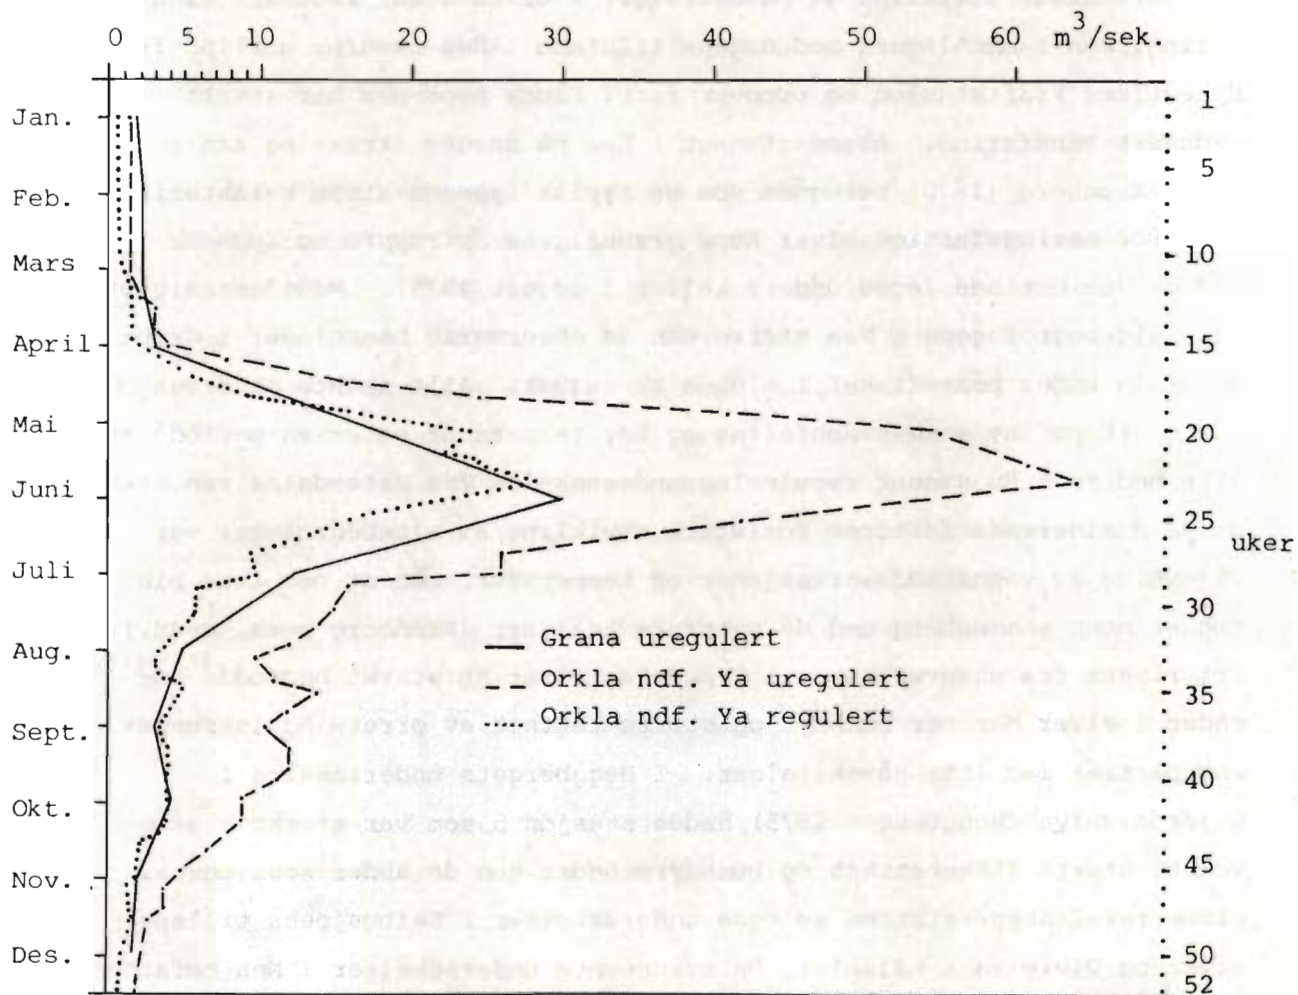 0 10 20 30 40 50 60 m³/sek.
Jan. 1
5
Feb.
Mars 10
April 15
Mai 20
Juni 25
uker
Juli
30
Aug.
Grana uregulert
Orkla ndf. Ya uregulert 35
Orkla ndf. Ya regulert
Sept.
40
Okt.
45
Nov.
Des. 50
52